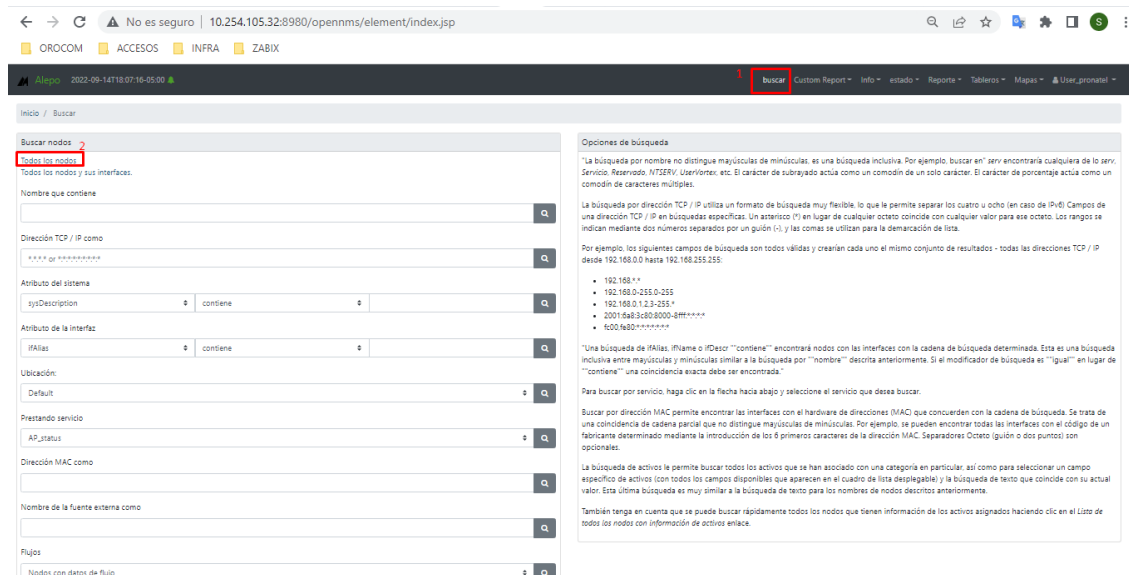 No es seguro | 10.254.105.32:8980/opennms/element/index.jsp
S
OROCOM ACCESOS INFRA ZABIX
Alepo 2022-09-14T18:07:16-05:00
1 buscar Custom Report Info estado Reporte Tableros Mapas User_pronatel
Inicio / Buscar
Buscar nodos 2
Todos los nodos
Todos los nodos y sus interfaces.
Nombre que contiene
Dirección TCP / IP como
*.*.*.* or *:*:*:*:*:*:*:*
Atributo del sistema
sysDescription contiene
Atributo de la interfaz
ifAlias contiene
Ubicación:
Default
Prestando servicio
AP_status
Dirección MAC como
Nombre de la fuente externa como
Flujos
Nodos con datos de flujo
Opciones de búsqueda
"La búsqueda por nombre no distingue mayúsculas de minúsculas, es una búsqueda inclusiva. Por ejemplo, buscar en" serv encontraría cualquiera de lo serv,
Servicio, Reservado, NTSERV, UserVortex, etc. El carácter de subrayado actúa como un comodín de un solo carácter. El carácter de porcentaje actúa como un
comodín de caracteres múltiples.
La búsqueda por dirección TCP / IP utiliza un formato de búsqueda muy flexible, lo que le permite separar los cuatro u ocho (en caso de IPv6) Campos de
una dirección TCP / IP en búsquedas específicas. Un asterisco (*) en lugar de cualquier octeto coincide con cualquier valor para ese octeto. Los rangos se
indican mediante dos números separados por un guión (-), y las comas se utilizan para la demarcación de lista.
Por ejemplo, los siguientes campos de búsqueda son todos válidas y crearían cada uno el mismo conjunto de resultados - todas las direcciones TCP / IP
desde 192.168.0.0 hasta 192.168.255.255:
• 192.168.*.*
• 192.168.0-255.0-255
• 192.168.0,1,2,3-255.*
• 2001:6a8:3c80:8000-8fff:*:*:*:*
• fc00,fe80:*:*:*:*:*:*:*
"Una búsqueda de ifAlias, ifName o ifDescr ""contiene"" encontrará nodos con las interfaces con la cadena de búsqueda determinada. Esta es una búsqueda
inclusiva entre mayúsculas y minúsculas similar a la búsqueda por ""nombre"" descrita anteriormente. Si el modificador de búsqueda es ""igual"" en lugar de
""contiene"" una coincidencia exacta debe ser encontrada."
Para buscar por servicio, haga clic en la flecha hacia abajo y seleccione el servicio que desea buscar.
Buscar por dirección MAC permite encontrar las interfaces con el hardware de direcciones (MAC) que concuerden con la cadena de búsqueda. Se trata de
una coincidencia de cadena parcial que no distingue mayúsculas de minúsculas. Por ejemplo, se pueden encontrar todas las interfaces con el código de un
fabricante determinado mediante la introducción de los 6 primeros caracteres de la dirección MAC. Separadores Octeto (guión o dos puntos) son
opcionales.
La búsqueda de activos le permite buscar todos los activos que se han asociado con una categoría en particular, así como para seleccionar un campo
específico de activos (con todos los campos disponibles que aparecen en el cuadro de lista desplegable) y la búsqueda de texto que coincide con su actual
valor. Esta última búsqueda es muy similar a la búsqueda de texto para los nombres de nodos descritos anteriormente.
También tenga en cuenta que se puede buscar rápidamente todos los nodos que tienen información de los activos asignados haciendo clic en el Lista de
todos los nodos con información de activos enlace.